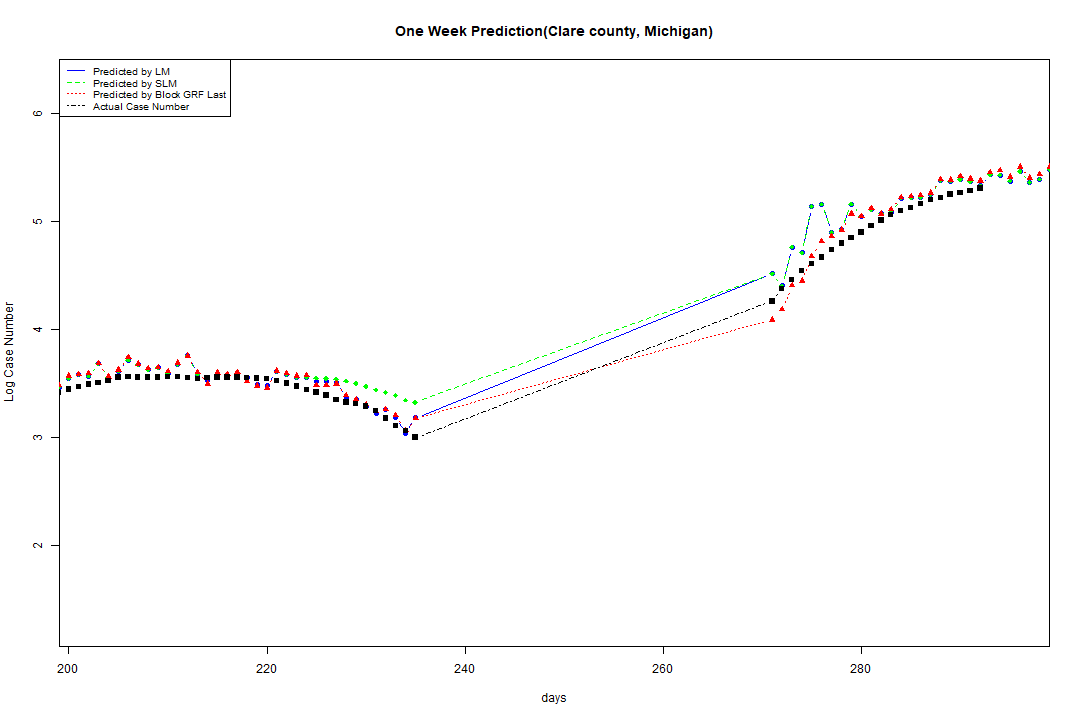 One Week Prediction(Clare county, Michigan)
Predicted by LM
Predicted by SLM
Predicted by Block GRF Last
Actual Case Number
6
5
4
3
2
Log Case Number
200 220 240 260 280
days